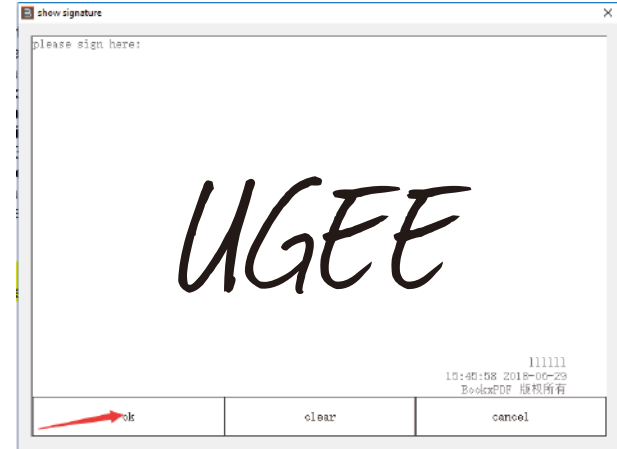 show signature
please sign here:
UGEE
111111
15:45:58 2018-06-29
BookxPDF 版权所有
ok clear cancel